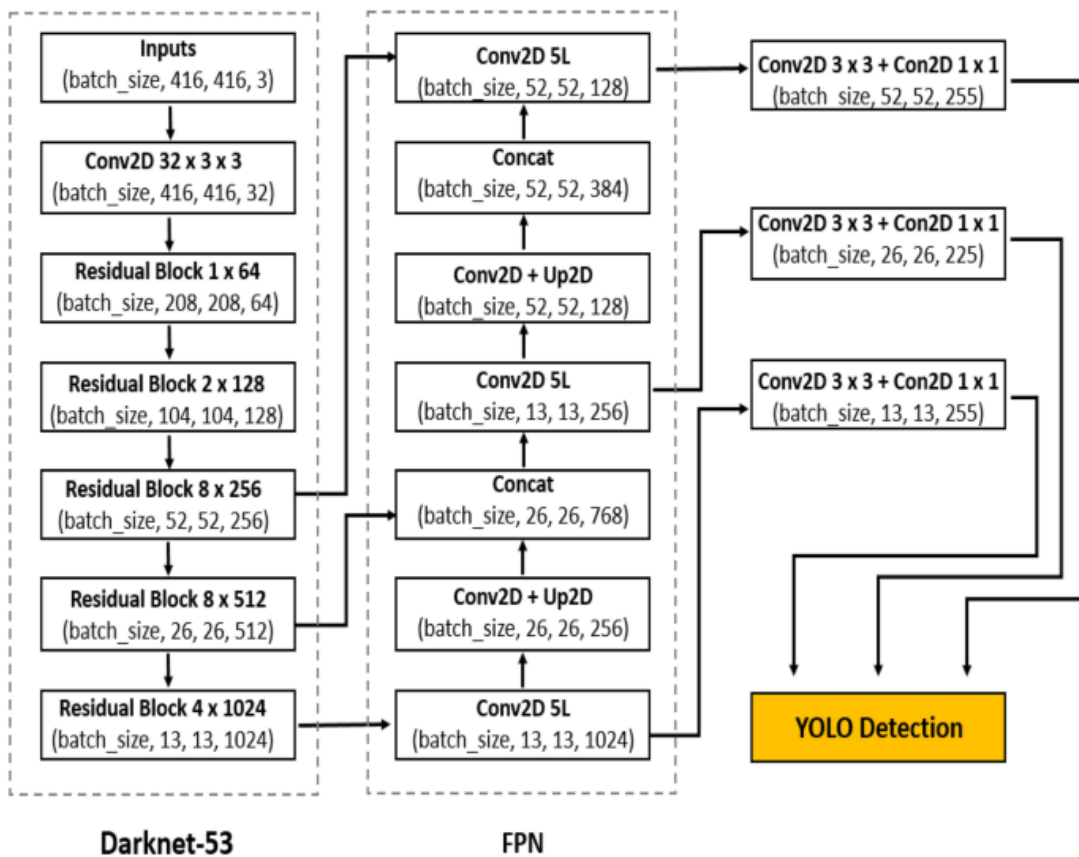 Inputs
(batch_size, 416, 416, 3)
Conv2D 32 x 3 x 3
(batch_size, 416, 416, 32)
Residual Block 1 x 64
(batch_size, 208, 208, 64)
Residual Block 2 x 128
(batch_size, 104, 104, 128)
Residual Block 8 x 256
(batch_size, 52, 52, 256)
Residual Block 8 x 512
(batch_size, 26, 26, 512)
Residual Block 4 x 1024
(batch_size, 13, 13, 1024)
Darknet-53
Conv2D 5L
(batch_size, 52, 52, 128)
Concat
(batch_size, 52, 52, 384)
Conv2D + Up2D
(batch_size, 52, 52, 128)
Conv2D 5L
(batch_size, 13, 13, 256)
Concat
(batch_size, 26, 26, 768)
Conv2D + Up2D
(batch_size, 26, 26, 256)
Conv2D 5L
(batch_size, 13, 13, 1024)
FPN
Conv2D 3 x 3 + Con2D 1 x 1
(batch_size, 52, 52, 255)
Conv2D 3 x 3 + Con2D 1 x 1
(batch_size, 26, 26, 225)
Conv2D 3 x 3 + Con2D 1 x 1
(batch_size, 13, 13, 255)
YOLO Detection